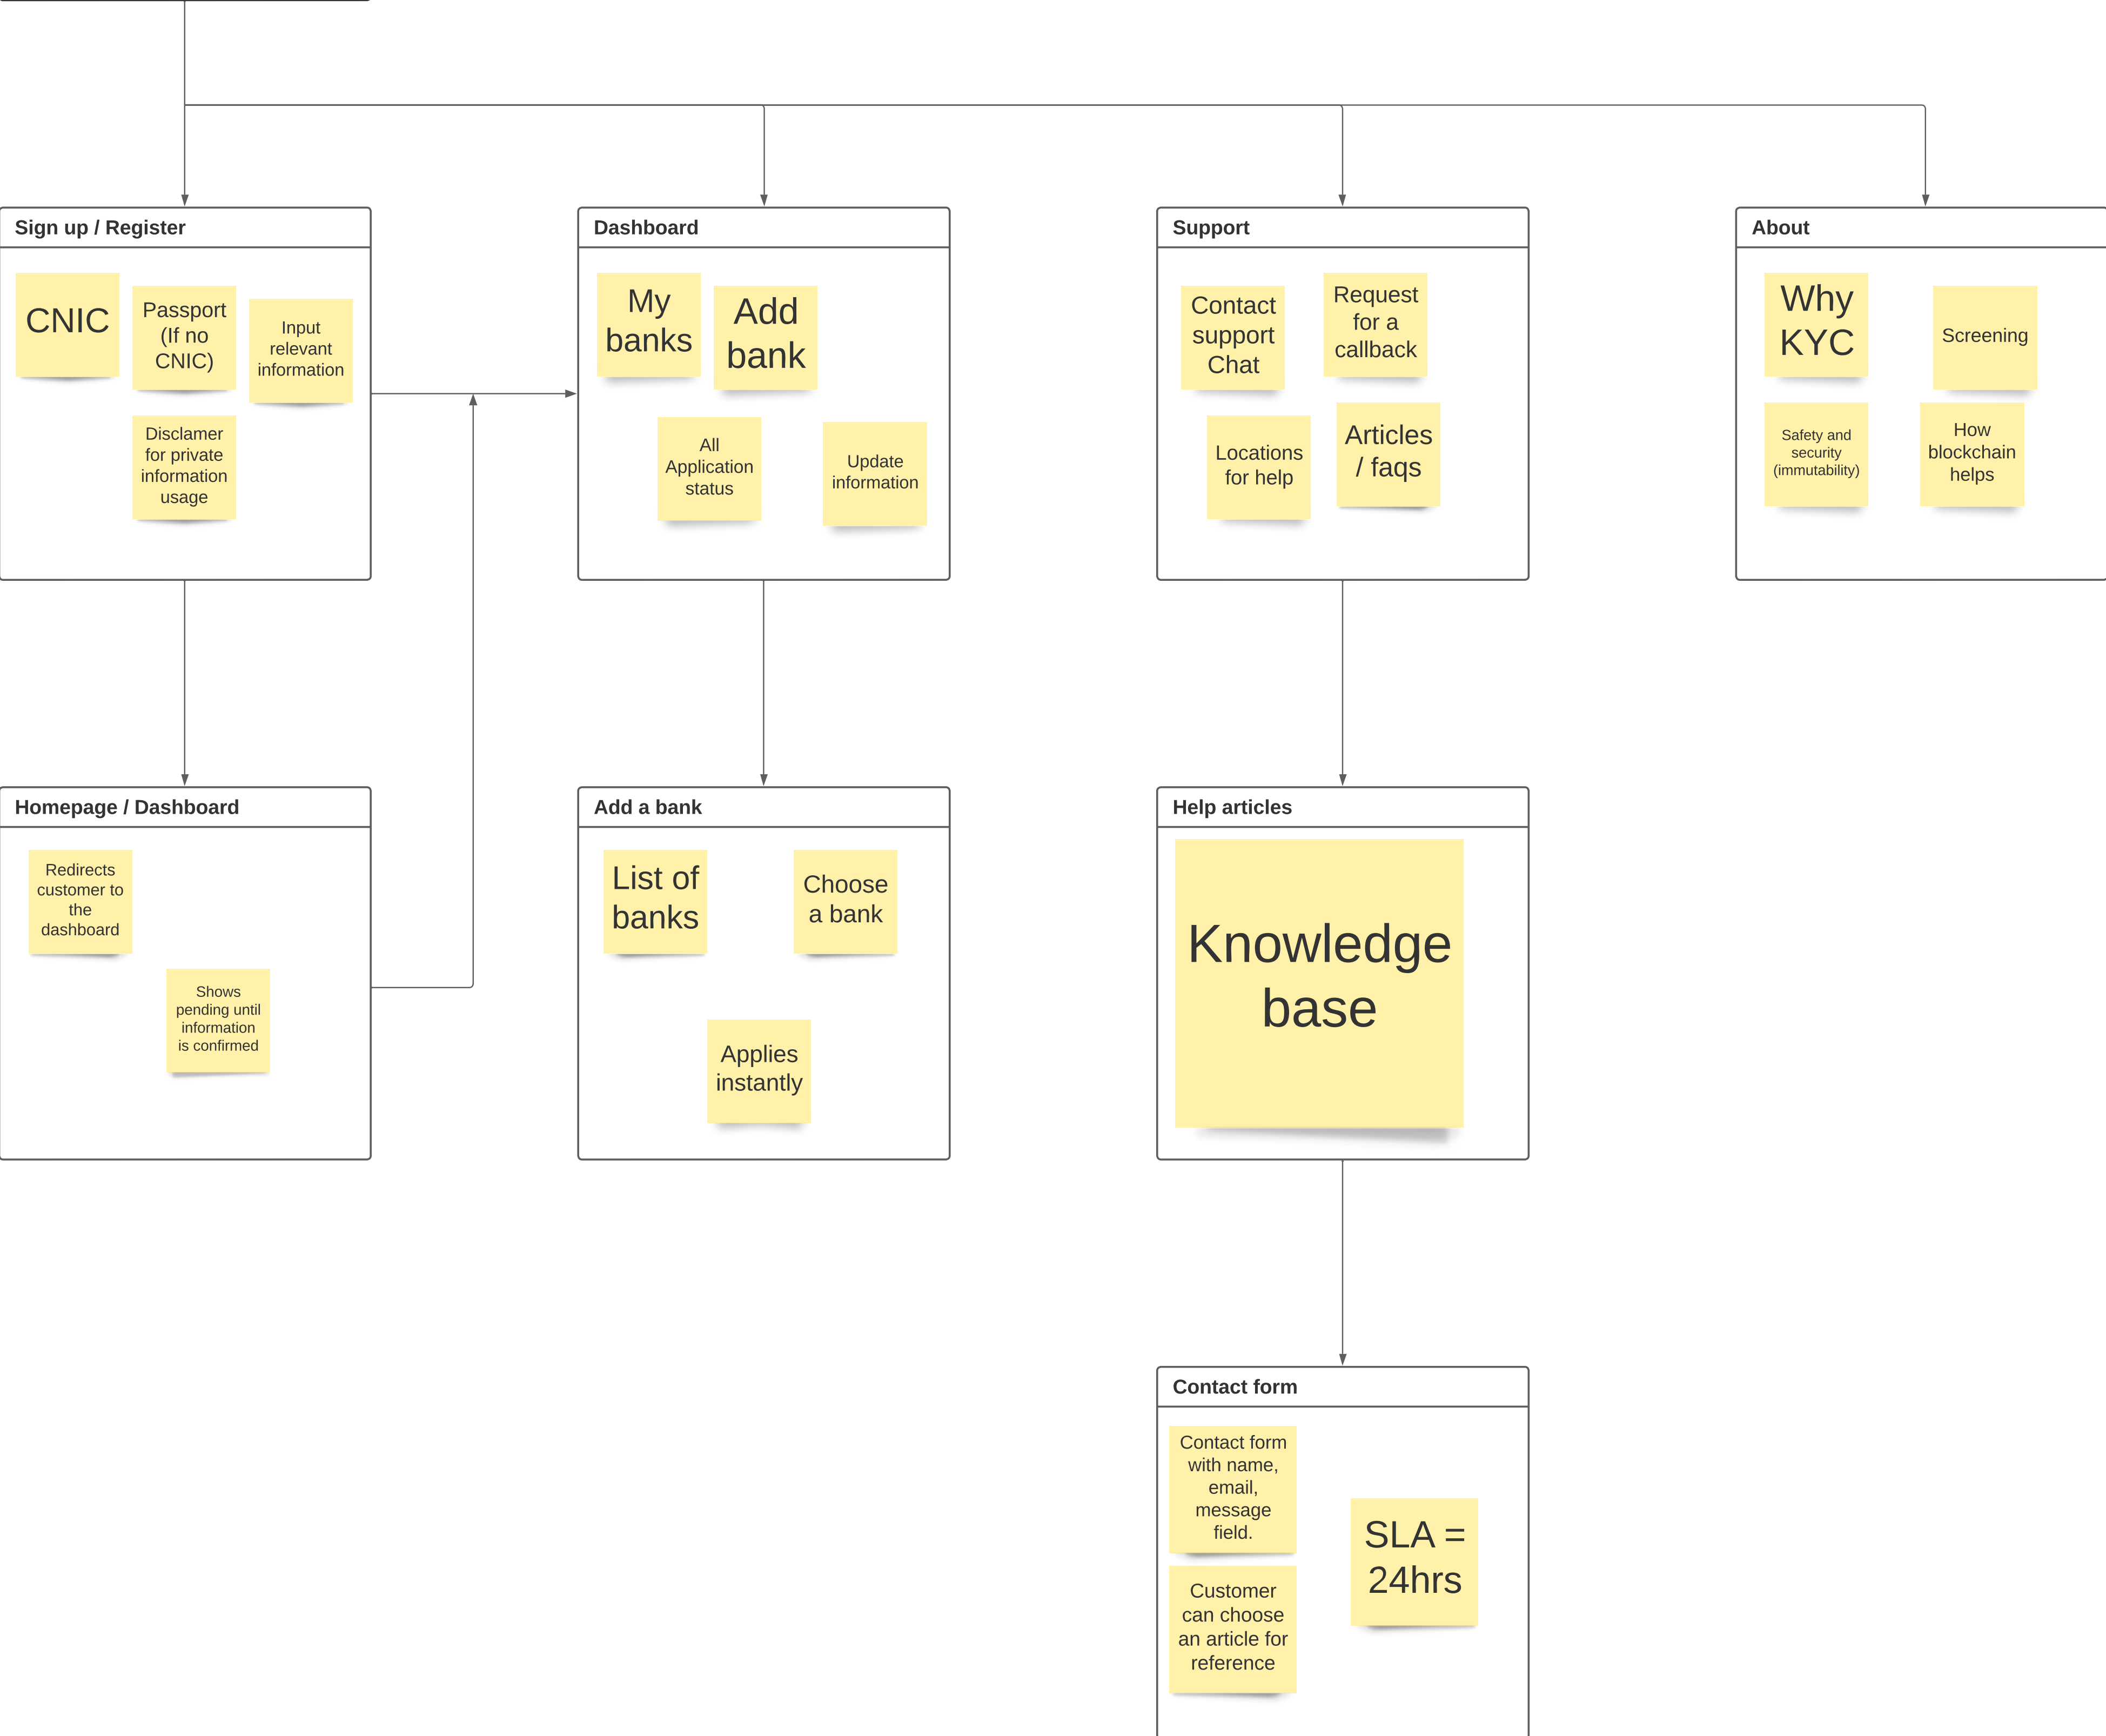 Sign up / Register
CNIC
Passport
(If no
CNIC)
Input
relevant
information
Disclamer
for private
information
usage
Dashboard
My
banks
Add
bank
All
Application
status
Update
information
Support
Contact
support
Chat
Request
for a
callback
Locations
for help
Articles
/ faqs
About
Why
KYC
Screening
Safety and
security
(immutability)
How
blockchain
helps
Homepage / Dashboard
Redirects
customer to
the
dashboard
Shows
pending until
information
is confirmed
Add a bank
List of
banks
Choose
a bank
Applies
instantly
Help articles
Knowledge
base
Contact form
Contact form
with name,
email,
message
field.
SLA =
24hrs
Customer
can choose
an article for
reference